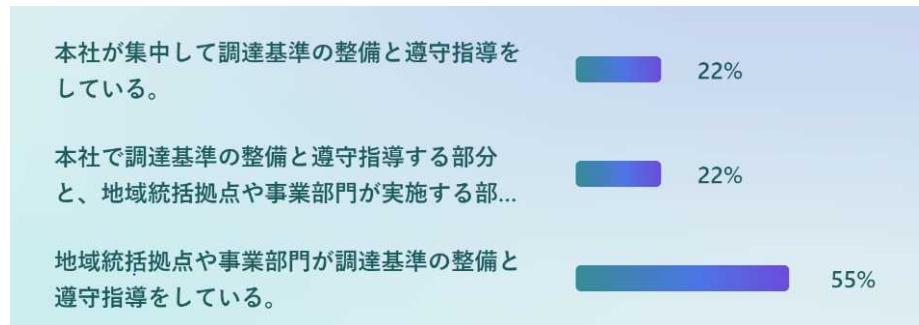 本社が集中して調達基準の整備と遵守指導を
している。
22%
本社で調達基準の整備と遵守指導する部分
と、地域統括拠点や事業部門が実施する部...
22%
地域統括拠点や事業部門が調達基準の整備と
遵守指導をしている。
55%